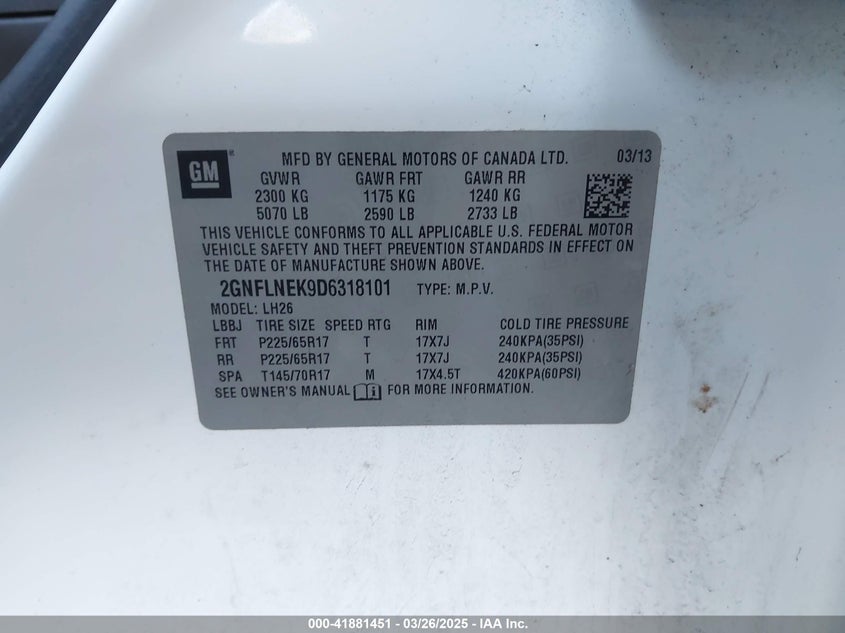 GM
MFD BY GENERAL MOTORS OF CANADA LTD. 03/13
GVWR GAWR FRT GAWR RR
2300 KG 1175 KG 1240 KG
5070 LB 2590 LB 2733 LB
THIS VEHICLE CONFORMS TO ALL APPLICABLE U.S. FEDERAL MOTOR
VEHICLE SAFETY AND THEFT PREVENTION STANDARDS IN EFFECT ON
THE DATE OF MANUFACTURE SHOWN ABOVE.
2GNFLNEK9D6318101 TYPE: M.P.V.
MODEL: LH26
LBBJ TIRE SIZE SPEED RTG RIM COLD TIRE PRESSURE
FRT P225/65R17 T 17X7J 240KPA(35PSI)
RR P225/65R17 T 17X7J 240KPA(35PSI)
SPA T145/70R17 M 17X4.5T 420KPA(60PSI)
SEE OWNER'S MANUAL FOR MORE INFORMATION.
000-41881451 - 03/26/2025 - IAA Inc.